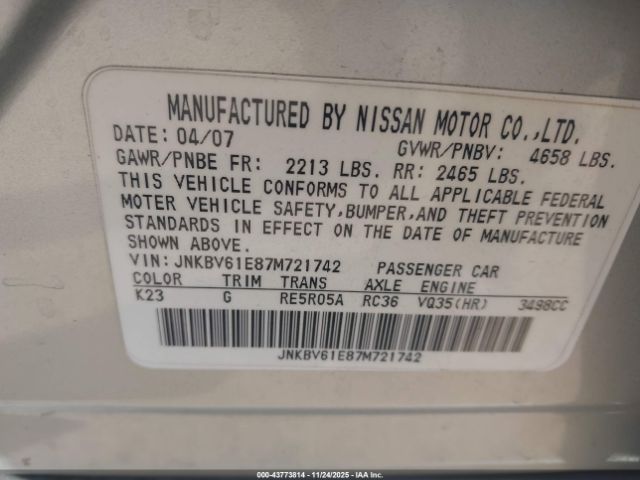 MANUFACTURED BY NISSAN MOTOR CO.,LTD.
DATE: 04/07 GVWR/PNBV: 4658 LBS.
GAWR/PNBE FR: 2213 LBS. RR: 2465 LBS.
THIS VEHICLE CONFORMS TO ALL APPLICABLE FEDERAL
MOTOR VEHICLE SAFETY,BUMPER,AND THEFT PREVENTION
STANDARDS IN EFFECT ON THE DATE OF MANUFACTURE
SHOWN ABOVE.
VIN: JNKBV61E87M721742 PASSENGER CAR
COLOR TRIM TRANS AXLE ENGINE
K23 G RE5R05A RC36 VQ35(HR) 3498CC
JNKBV61E87M721742
000-43773814 - 11/24/2025 - IAA Inc.